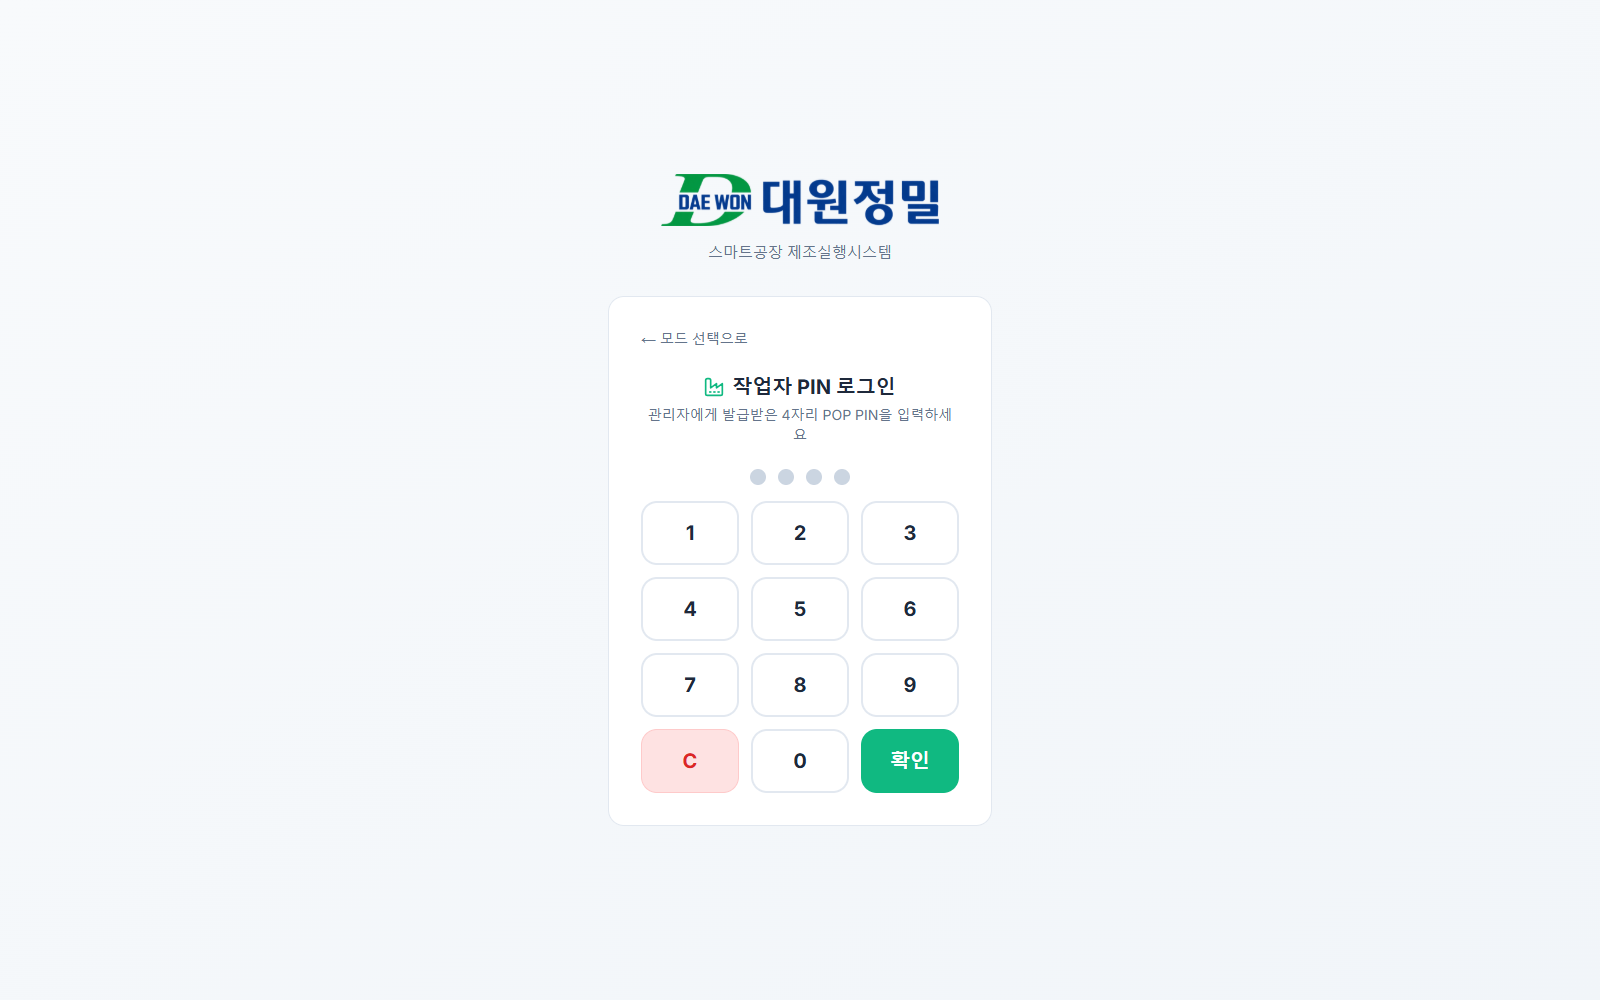 DAE WON 대원정밀
스마트공장 제조실행시스템
← 모드 선택으로
작업자 PIN 로그인
관리자에게 발급받은 4자리 POP PIN을 입력하세
요
1 2 3
4 5 6
7 8 9
C 0 확인